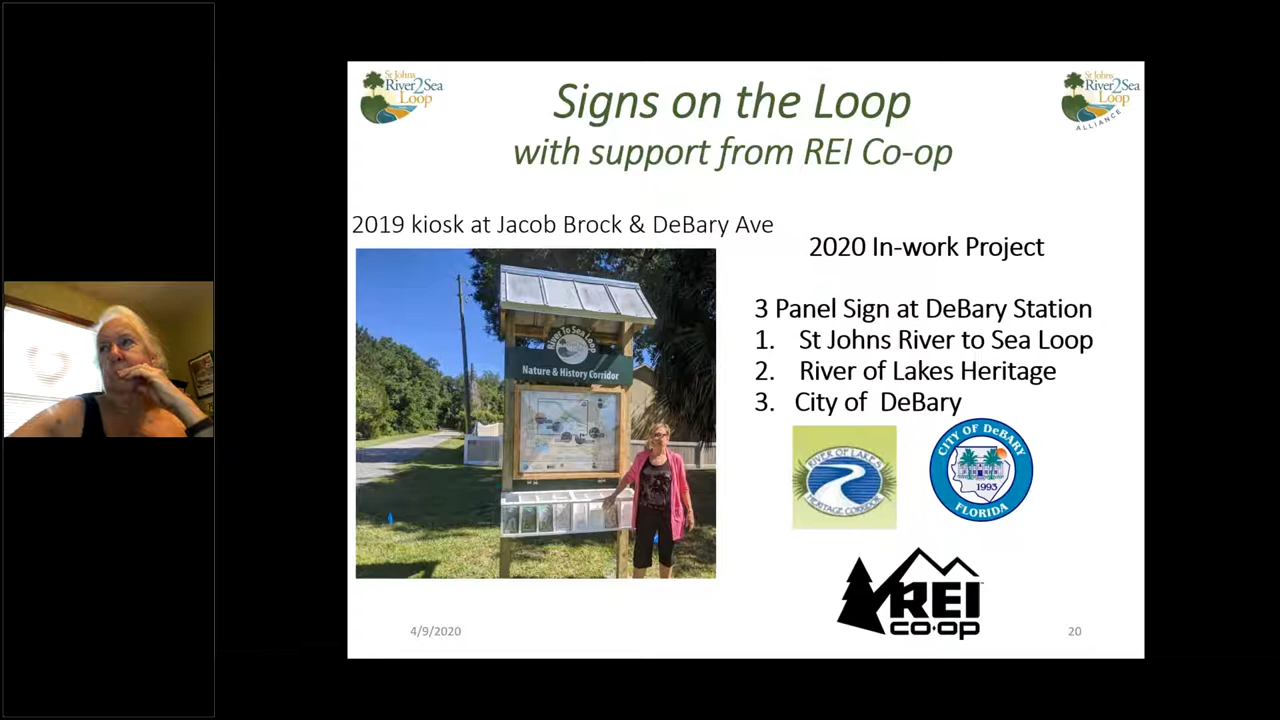 St Johns
River2Sea
Loop
Signs on the Loop
with support from REI Co-op
St Johns
River2Sea
Loop
ALLIANCE
2019 kiosk at Jacob Brock & DeBary Ave
River To Sea Loop
Nature & History Corridor
2020 In-work Project
3 Panel Sign at DeBary Station
1. St Johns River to Sea Loop
2. River of Lakes Heritage
3. City of DeBary
RIVER OF LAKES
HERITAGE CORRIDOR
CITY OF DeBARY
1993
FLORIDA
REI
CO·OP
4/9/2020
20